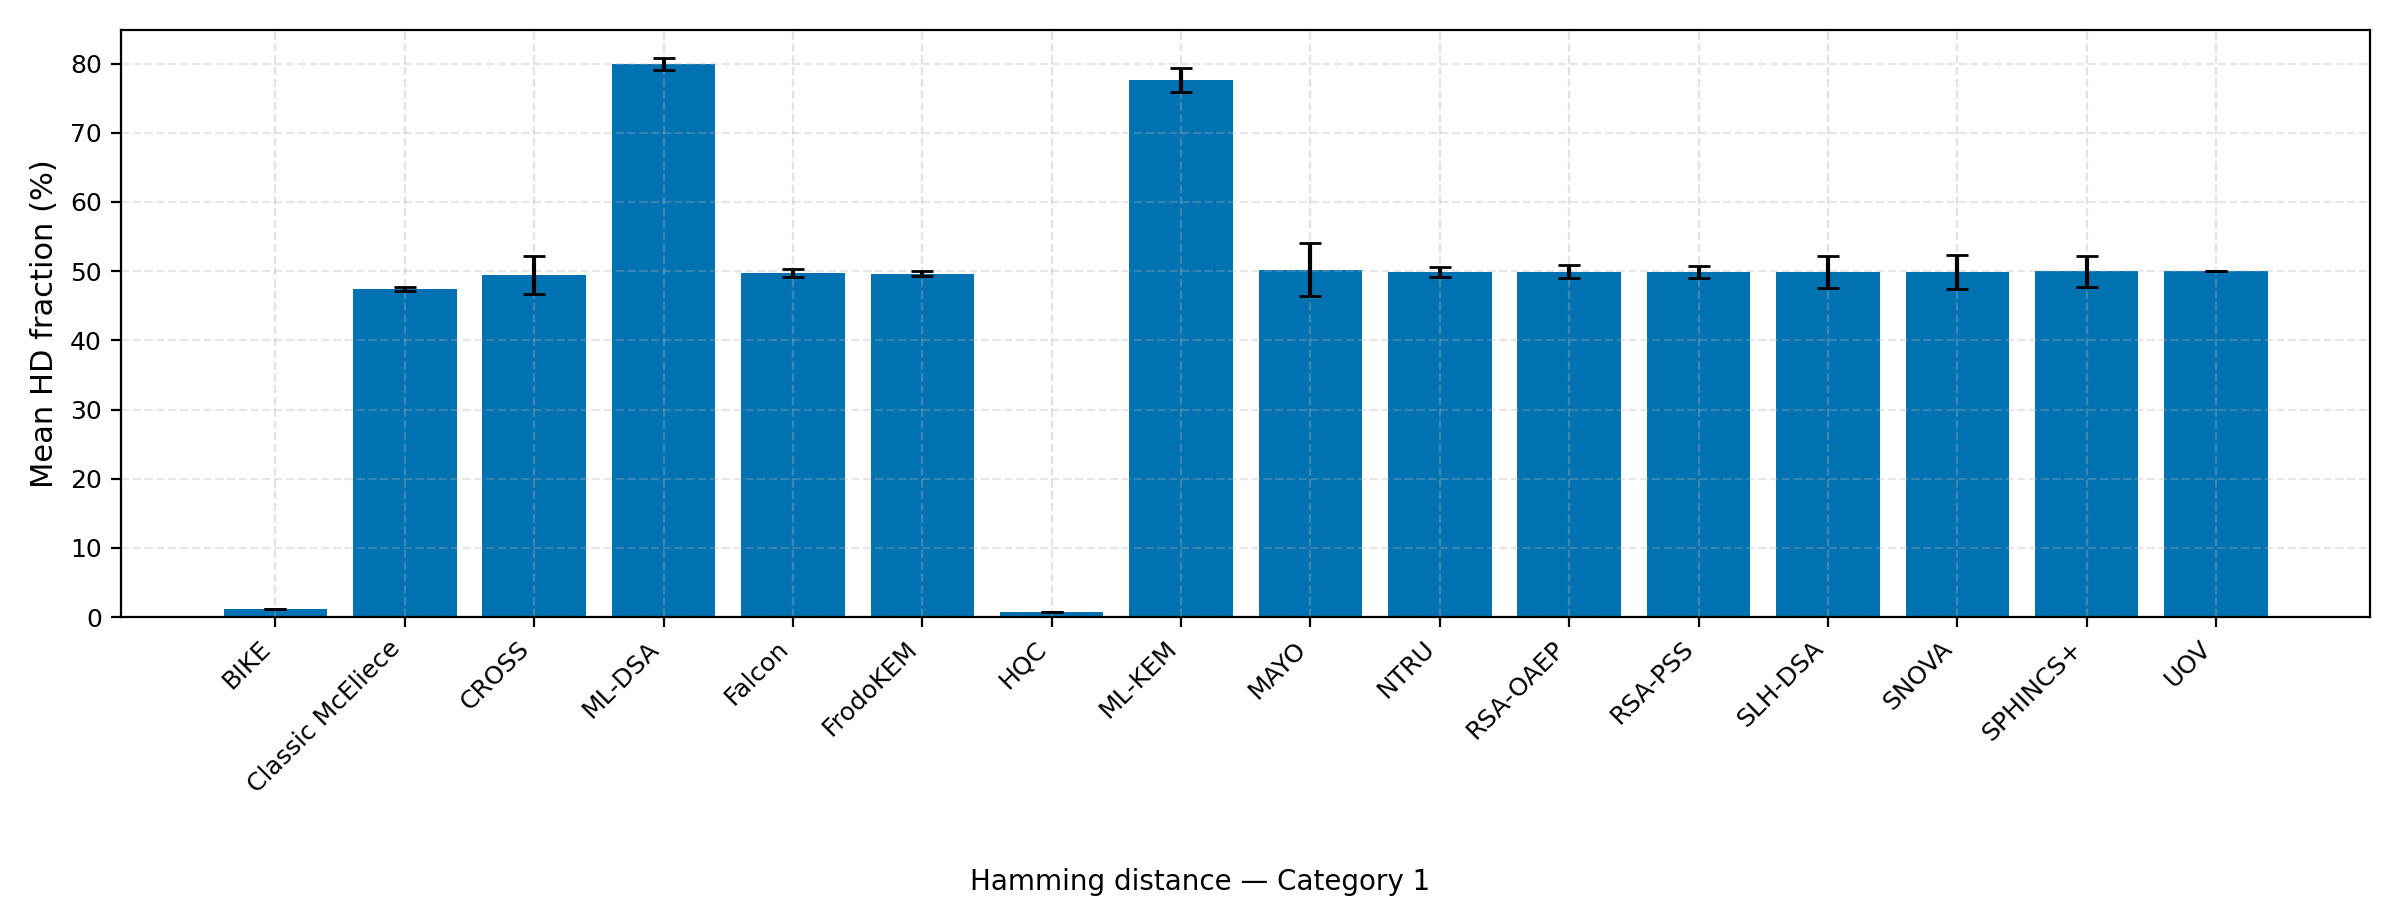 Mean HD fraction (%)
80
70
60
50
40
30
20
10
0
BIKE
Classic McEliece
CROSS
ML-DSA
Falcon
FrodoKEM
HQC
ML-KEM
MAYO
NTRU
RSA-OAEP
RSA-PSS
SLH-DSA
SNOVA
SPHINCS+
UOV
Hamming distance — Category 1